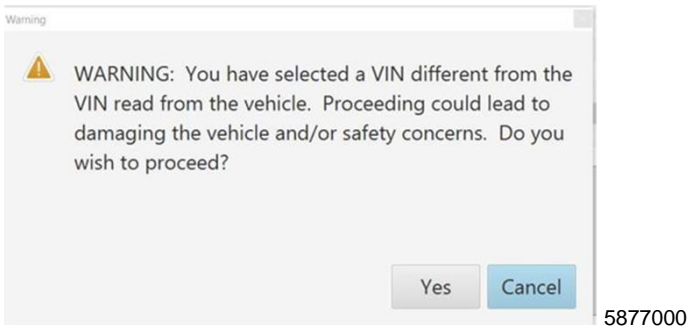 Warning
WARNING: You have selected a VIN different from the
VIN read from the vehicle. Proceeding could lead to
damaging the vehicle and/or safety concerns. Do you
wish to proceed?
Yes Cancel
5877000